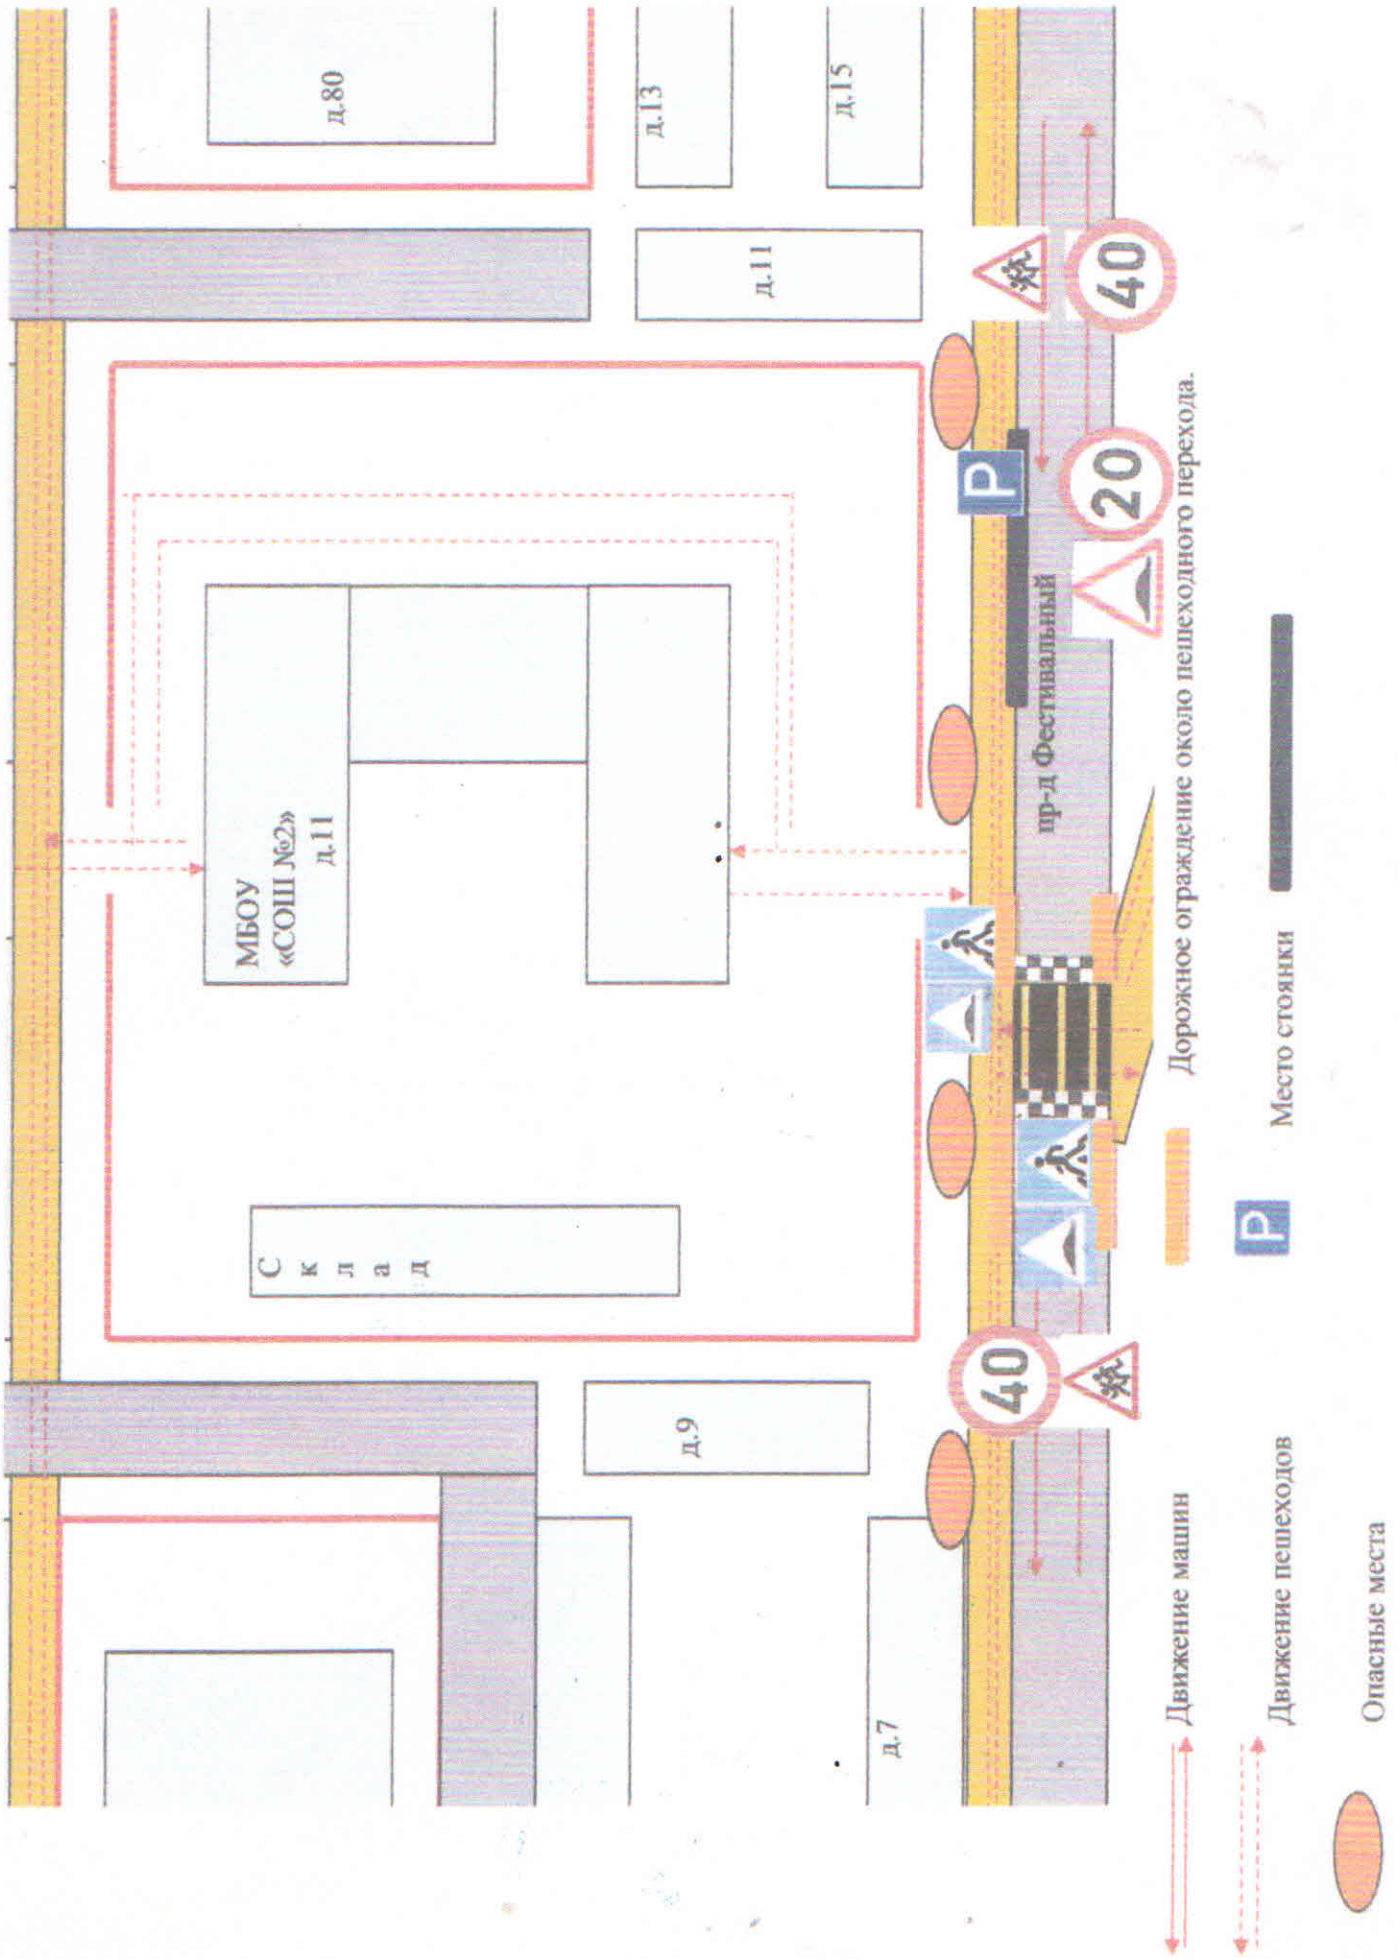 МБОУ
«СОШ №2»
д.11
д.80
д.13
д.15
д.11
С
к
л
а
д
д.9
д.7
пр-д Фестивальный
P
40
20
40
Движение машин
Движение пешеходов
Опасные места
Дорожное ограждение около пешеходного перехода.
P
Место стоянки